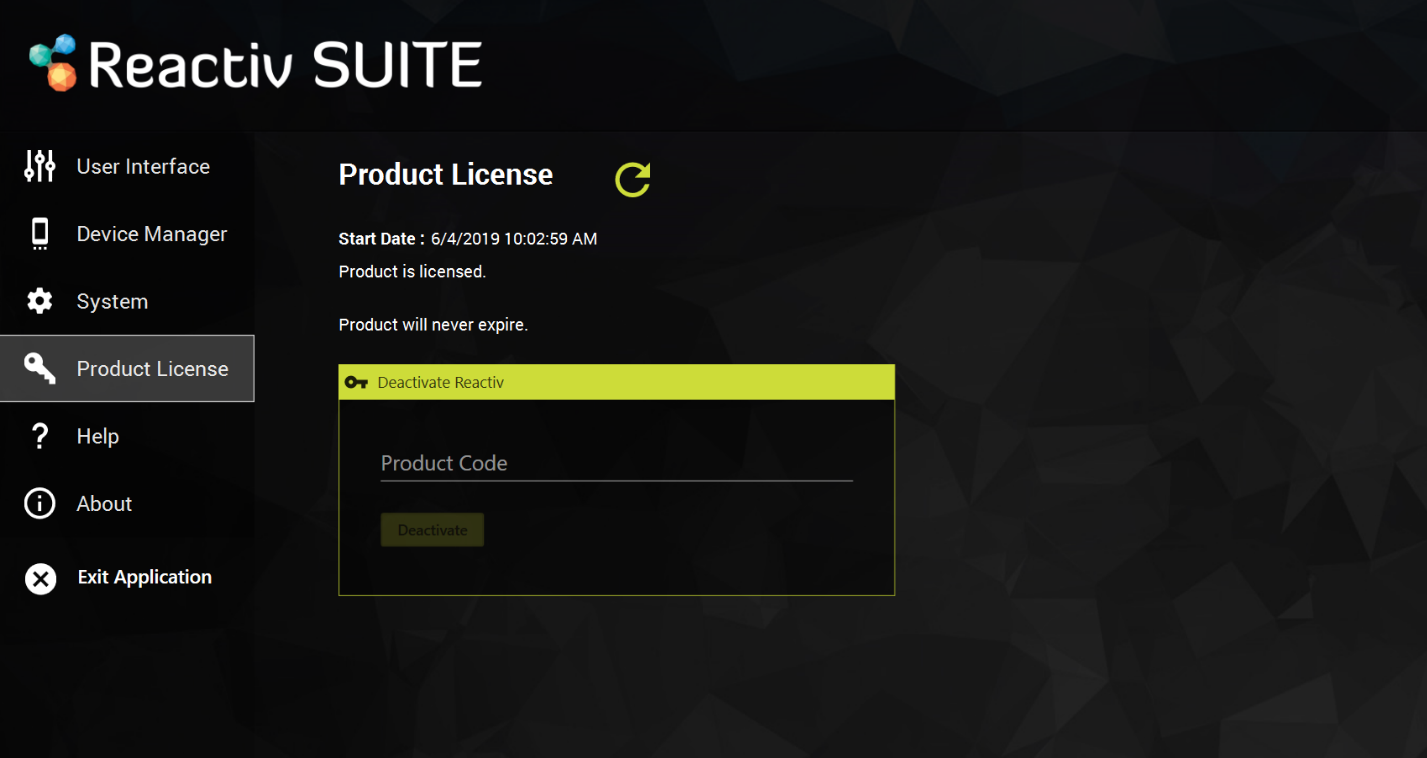 Reactiv SUITE
User Interface
Device Manager
System
Product License
Help
About
Exit Application
Product License
Start Date : 6/4/2019 10:02:59 AM
Product is licensed.
Product will never expire.
Deactivate Reactiv
Product Code
Deactivate